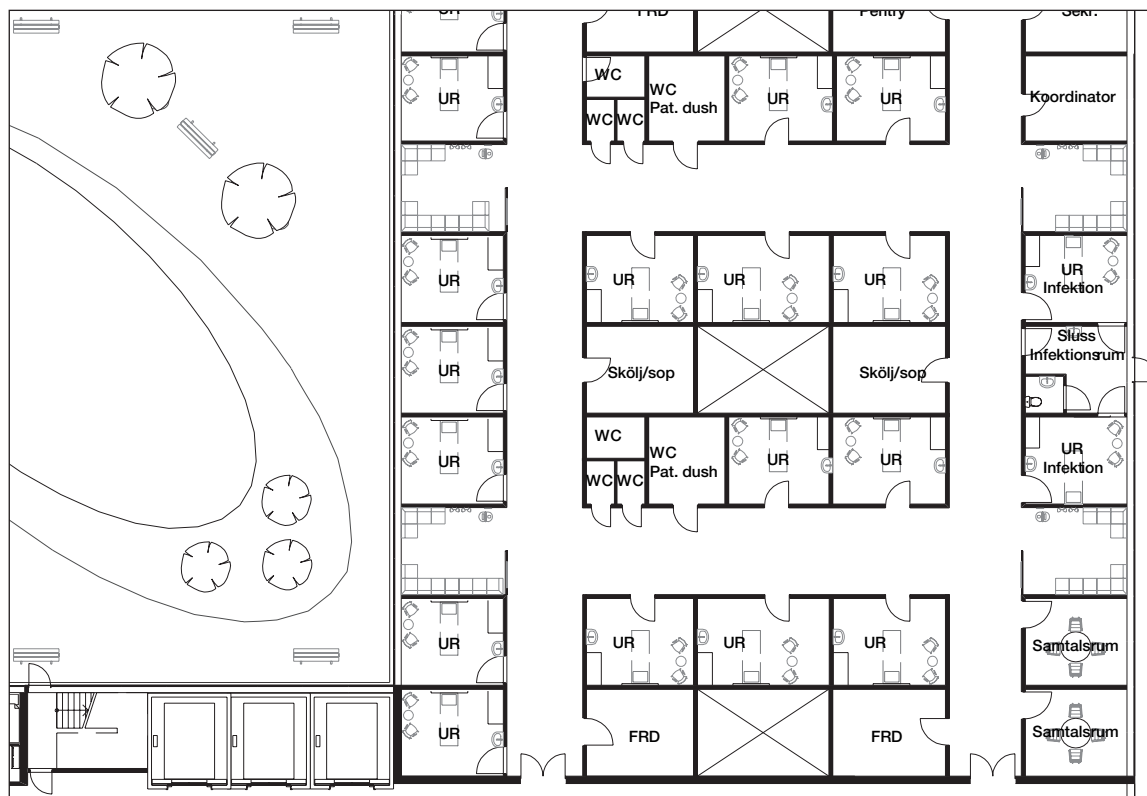 UR
FRD
Pentry
Sekr.
UR
WC
WC
WC
WC
Pat. dush
UR
UR
Koordinator
UR
UR
UR
UR
UR
Infektion
UR
Skölj/sop
Skölj/sop
Sluss
Infektionsrum
UR
WC
WC
WC
WC
Pat. dush
UR
UR
UR
Infektion
UR
UR
UR
UR
Samtalsrum
UR
FRD
FRD
Samtalsrum